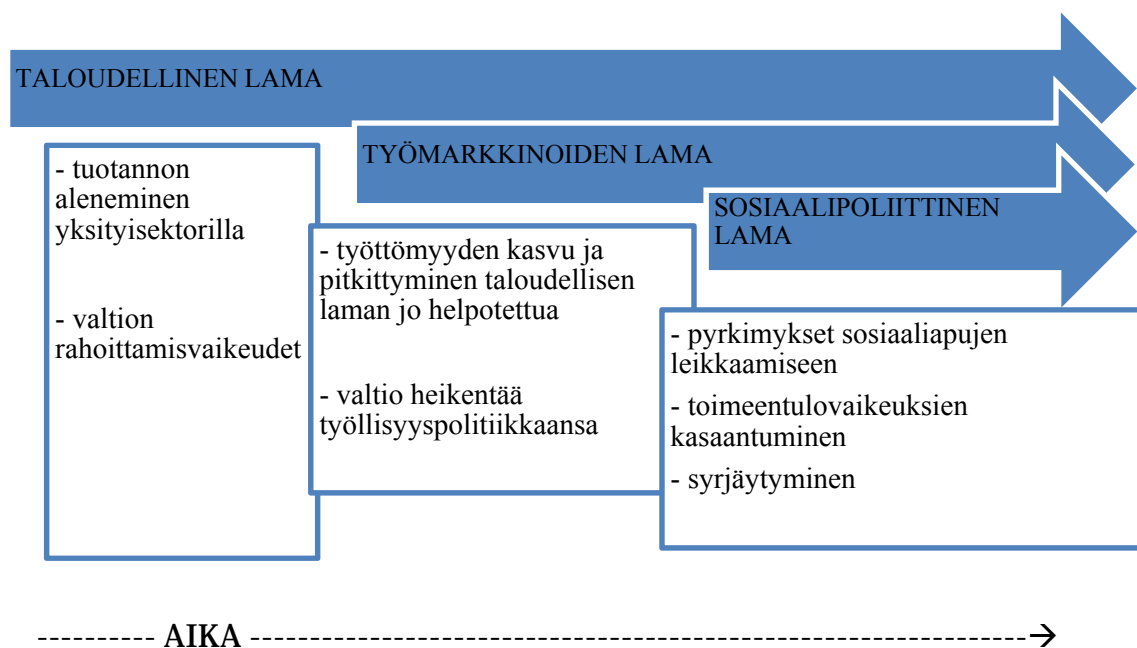 TALOUDELLINEN LAMA
- tuotannon
aleneminen
yksityisektorilla
- valtion
rahoittamisvaikeudet
TYÖMARKKINOIDEN LAMA
- työttömyyden kasvu ja
pitkittyminen taloudellisen
laman jo helpotettua
- valtio heikentää
työllisyyspolitiikkaansa
SOSIAALIPOLIITTINEN
LAMA
- pyrkimykset sosiaaliapujen
leikkaamiseen
- toimeentulovaikeuksien
kasaantuminen
- syrjäytyminen
---------- AIKA ------------------------------------------------------------------→